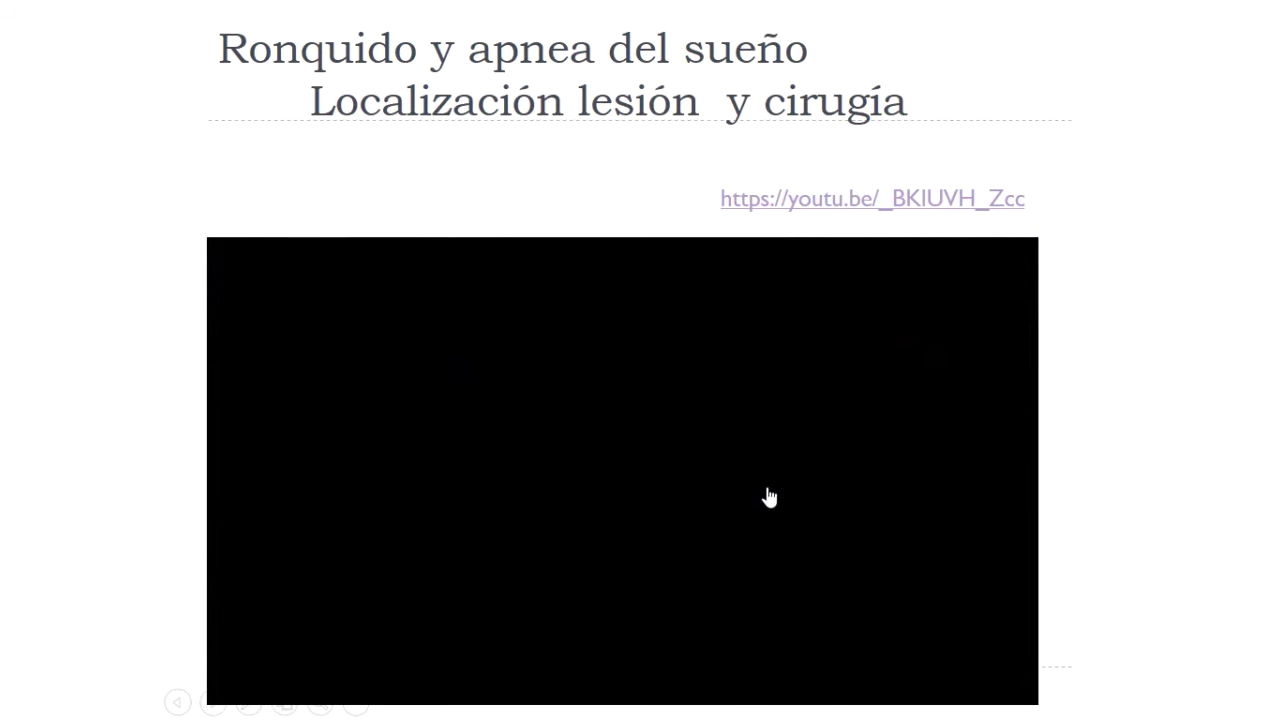 Ronquido y apnea del sueño
Localización lesión y cirugía
https://youtu.be/_BKIUVH_Zcc